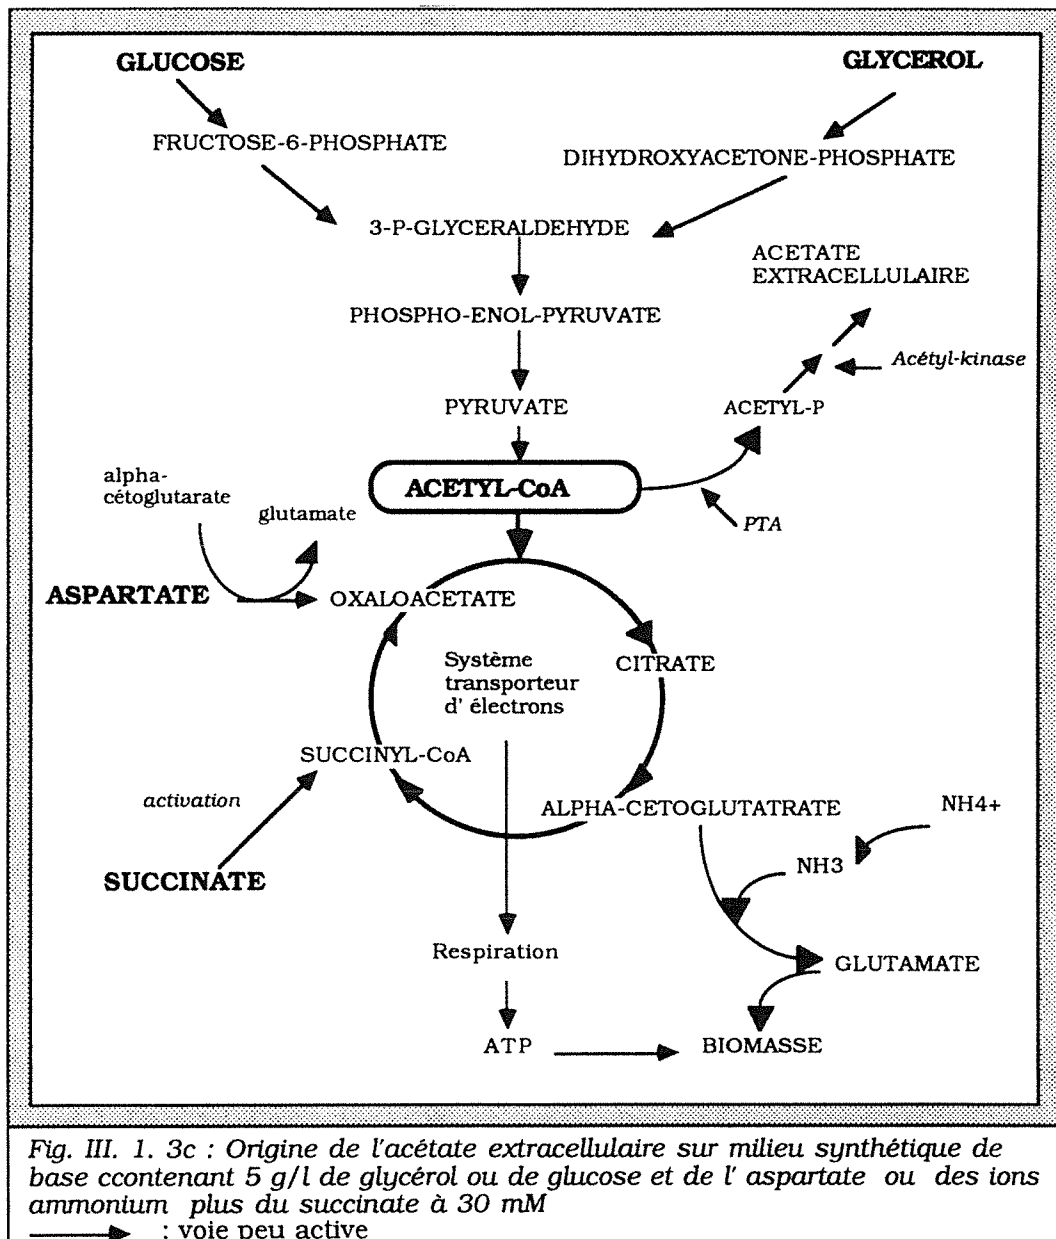 GLUCOSE
GLYCEROL
FRUCTOSE-6-PHOSPHATE
DIHYDROXYACETONE-PHOSPHATE
3-P-GLYCERALDEHYDE
ACETATE
EXTRACELLULAIRE
PHOSPHO-ENOL-PYRUVATE
Acétyl-kinase
PYRUVATE
ACETYL-P
ACETYL-CoA
alpha-
cétoglutarate
glutamate
PTA
ASPARTATE
OXALOACETATE
CITRATE
Système
transporteur
d' électrons
SUCCINYL-CoA
activation
ALPHA-CETOGLUTATRATE
NH4+
NH3
SUCCINATE
Respiration
GLUTAMATE
ATP
BIOMASSE
Fig. III. 1. 3c : Origine de l'acétate extracellulaire sur milieu synthétique de
base ccontenant 5 g/l de glycérol ou de glucose et de l' aspartate ou des ions
ammonium plus du succinate à 30 mM
: voie peu active